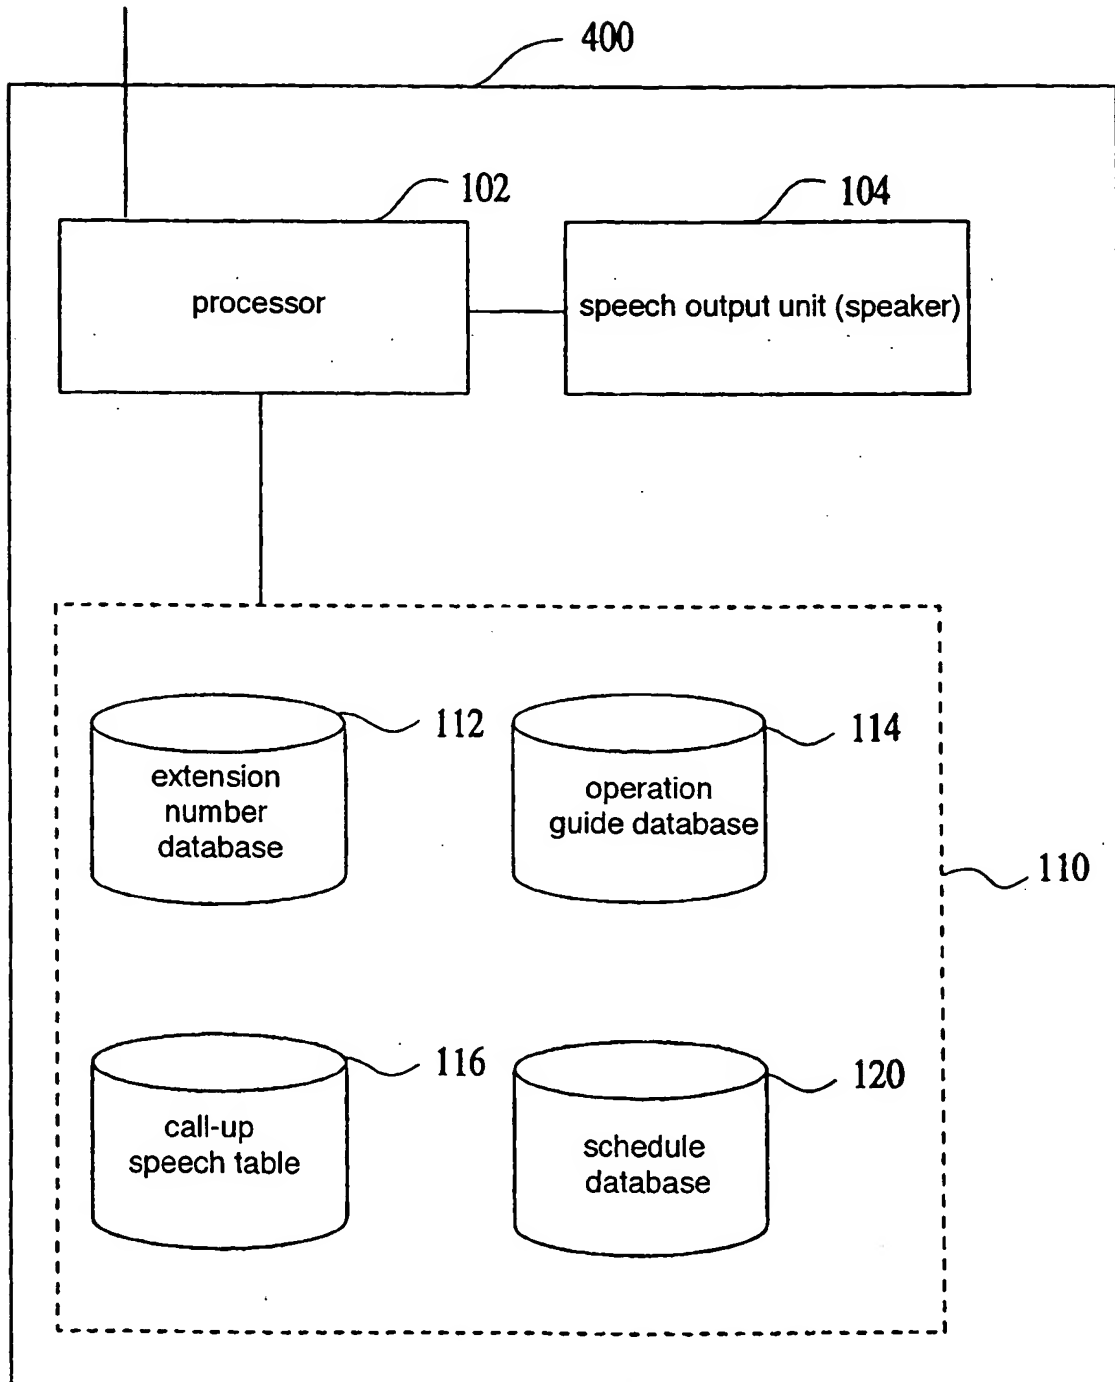 400
102
104
processor
speech output unit (speaker)
112
114
extension
number
database
operation
guide database
110
116
120
call-up
speech table
schedule
database